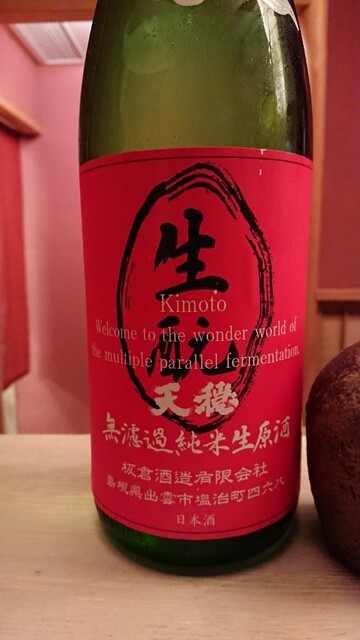 生酛
Kimoto
Welcome to the wonder world of
the multiple parallel fermentation.
天穏
無濾過純米生原酒
板倉酒造有限会社
島根県出雲市塩冶町四六八
日本酒